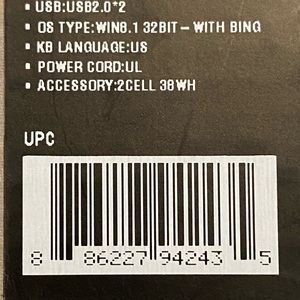 • USB:USB2.0*2
• OS TYPE:WIN8.1 32BIT – WITH BING
• KB LANGUAGE:US
• POWER CORD:UL
• ACCESSORY:2CELL 38WH
UPC
8 86227 94243 5